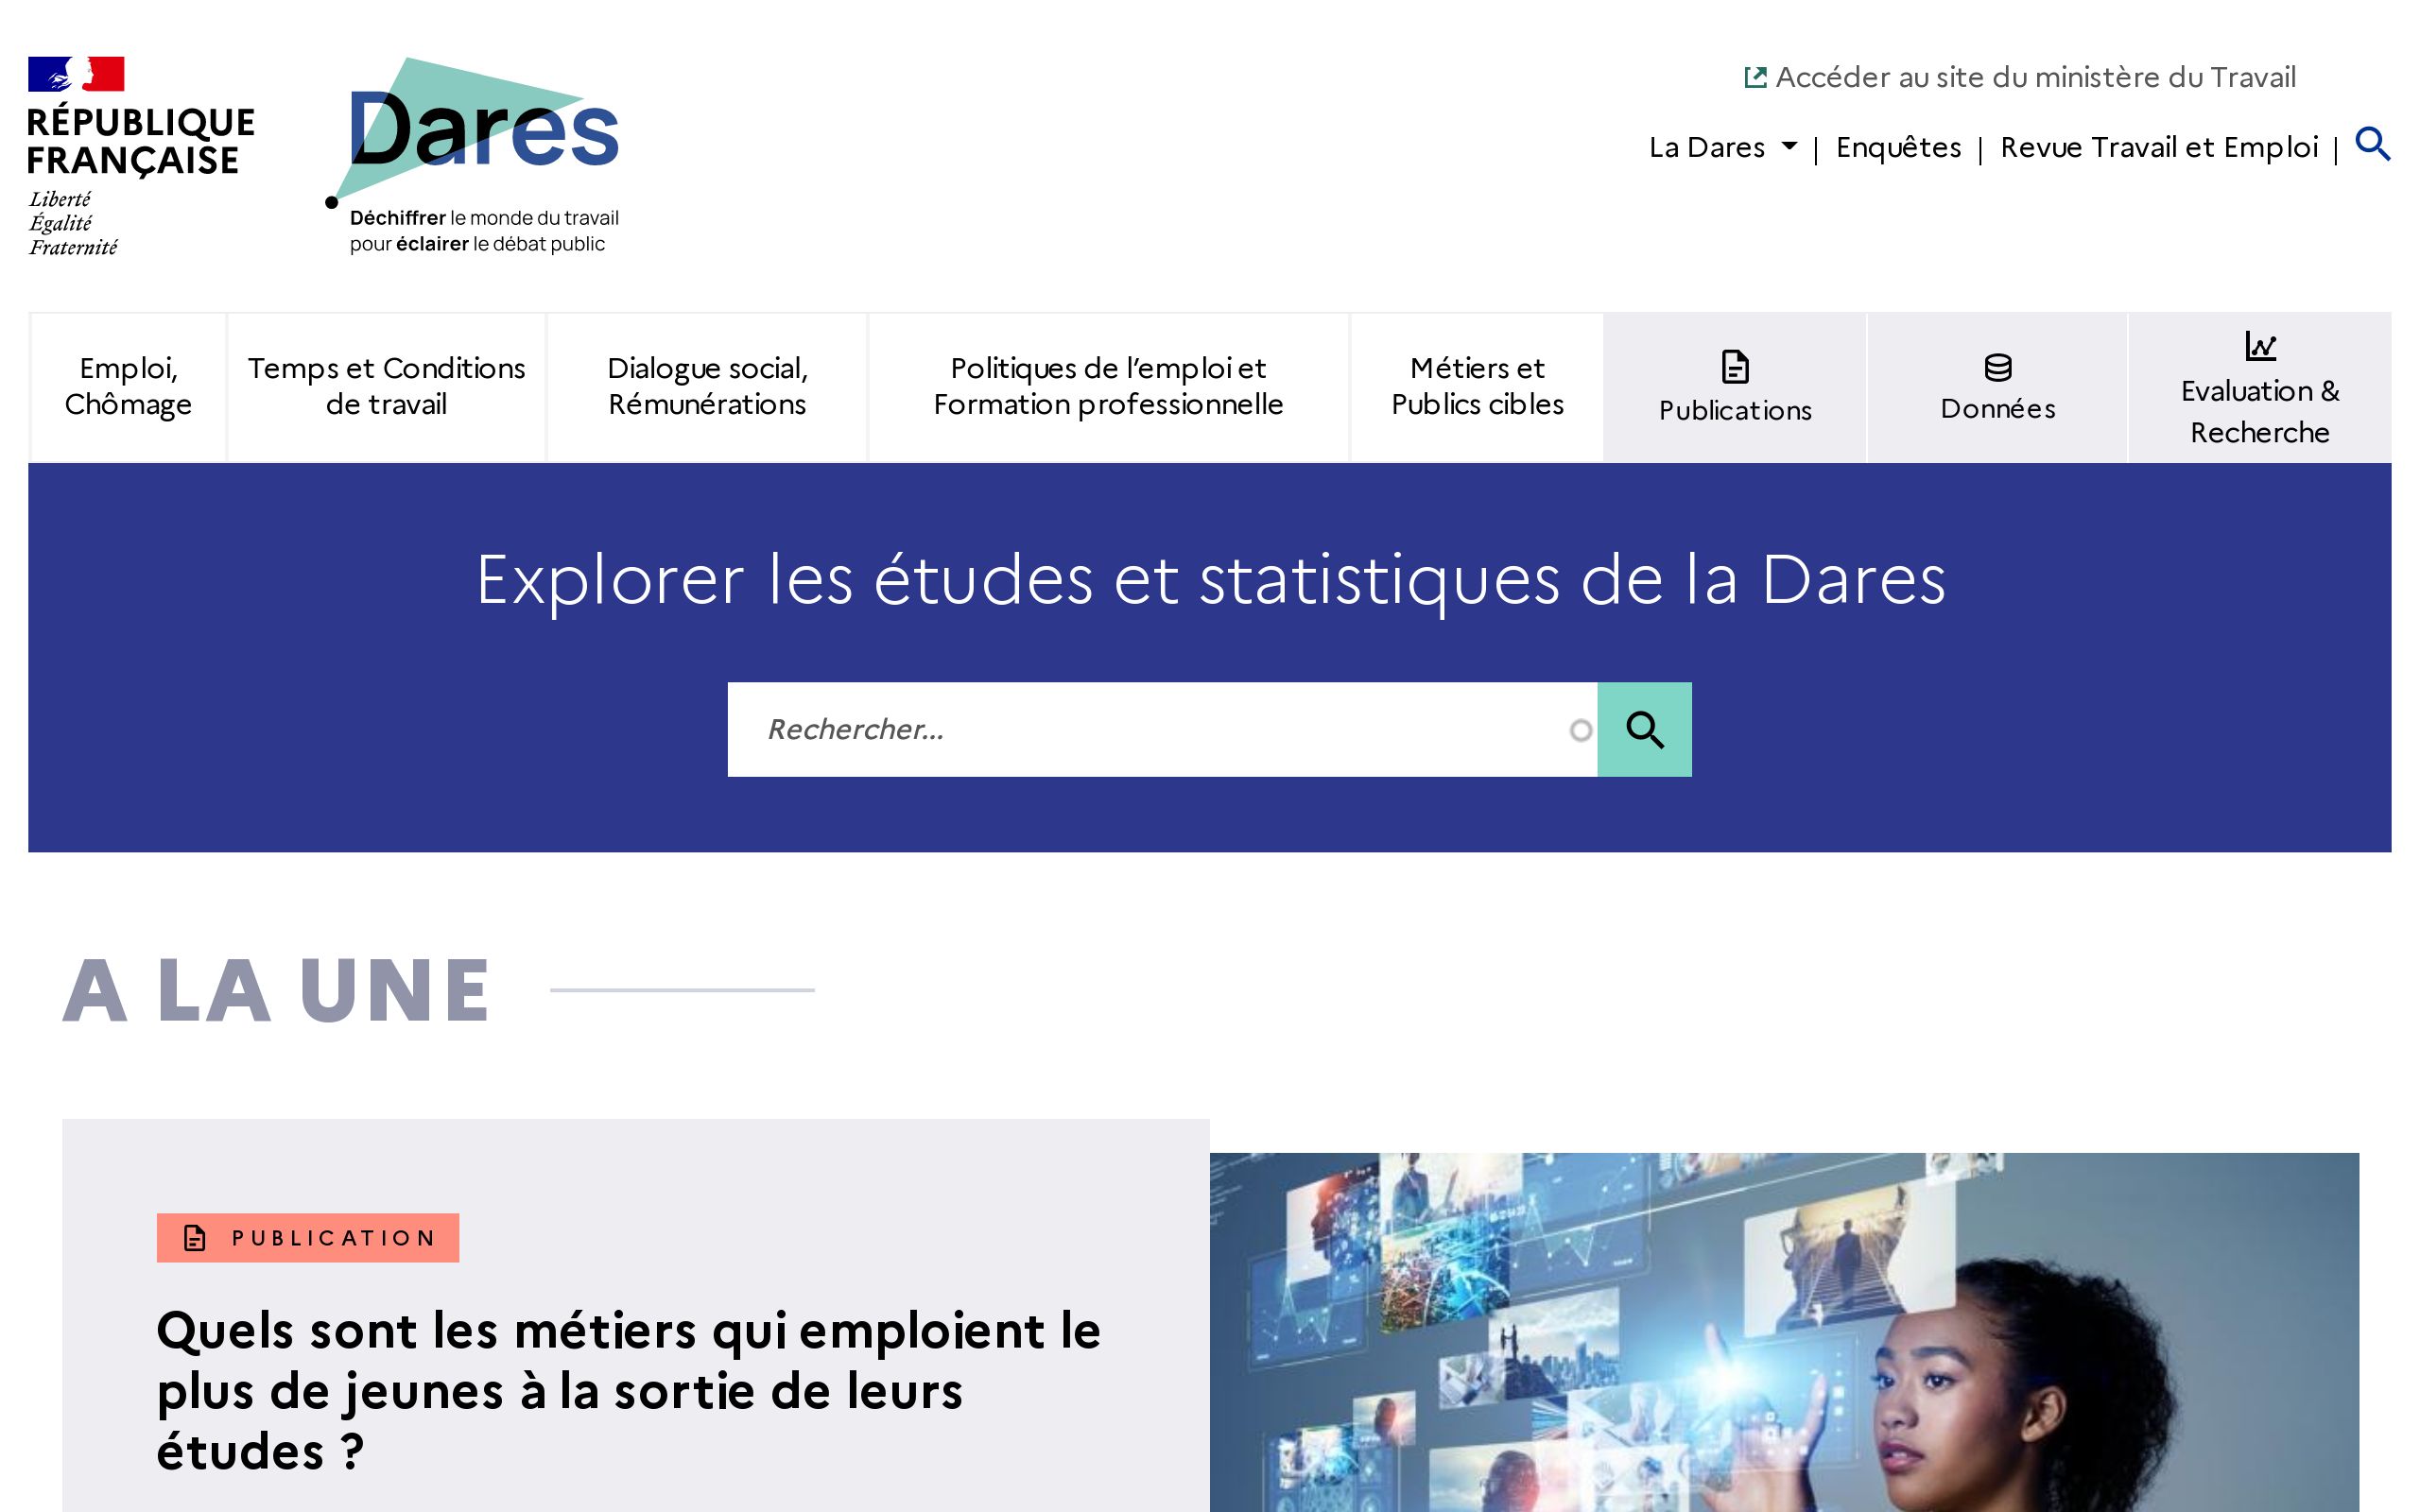 RÉPUBLIQUE
FRANÇAISE
Liberté
Égalité
Fraternité
Dares
Déchiffrer le monde du travail
pour éclairer le débat public
Accéder au site du ministère du Travail
La Dares | Enquêtes | Revue Travail et Emploi |
Emploi,
Chômage
Temps et Conditions
de travail
Dialogue social,
Rémunérations
Politiques de l’emploi et
Formation professionnelle
Métiers et
Publics cibles
Publications
Données
Evaluation &
Recherche
Explorer les études et statistiques de la Dares
Rechercher...
A LA UNE
PUBLICATION
Quels sont les métiers qui emploient le
plus de jeunes à la sortie de leurs
études ?